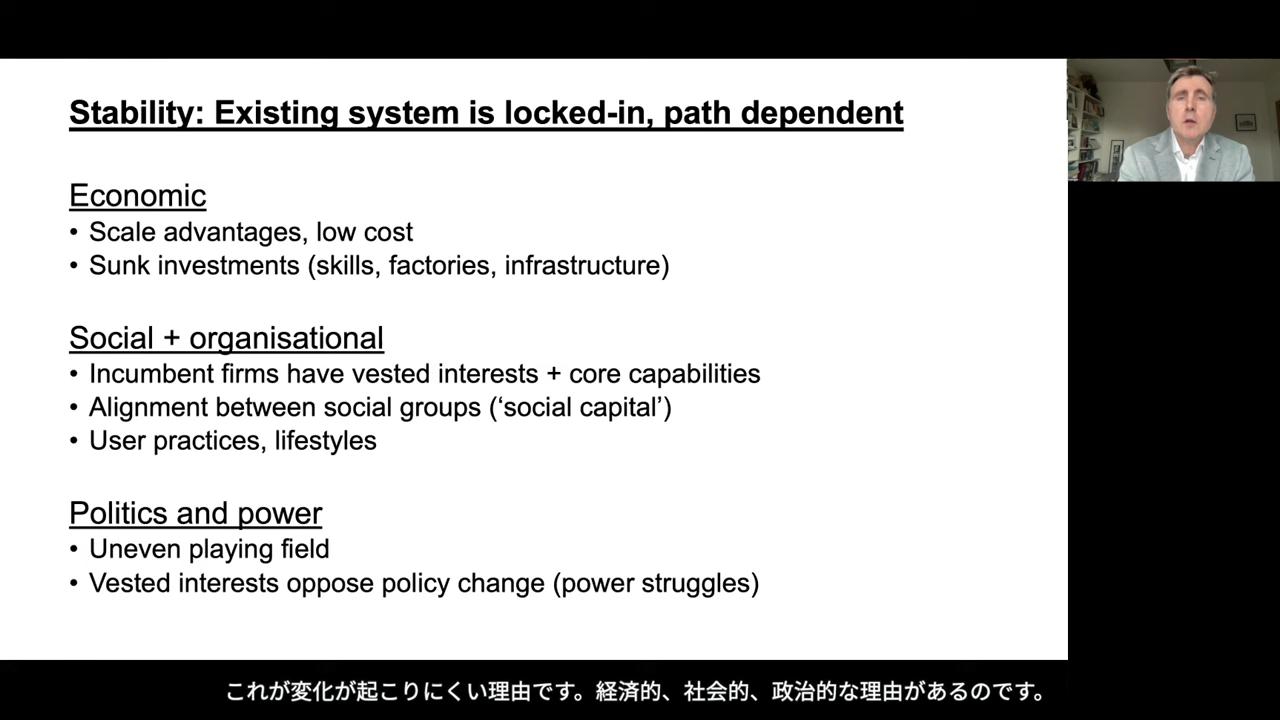 Stability: Existing system is locked-in, path dependent
Economic
• Scale advantages, low cost
• Sunk investments (skills, factories, infrastructure)
Social + organisational
• Incumbent firms have vested interests + core capabilities
• Alignment between social groups (‘social capital’)
• User practices, lifestyles
Politics and power
• Uneven playing field
• Vested interests oppose policy change (power struggles)
これが変化が起こりにくい理由です。経済的、社会的、政治的な理由があるのです。